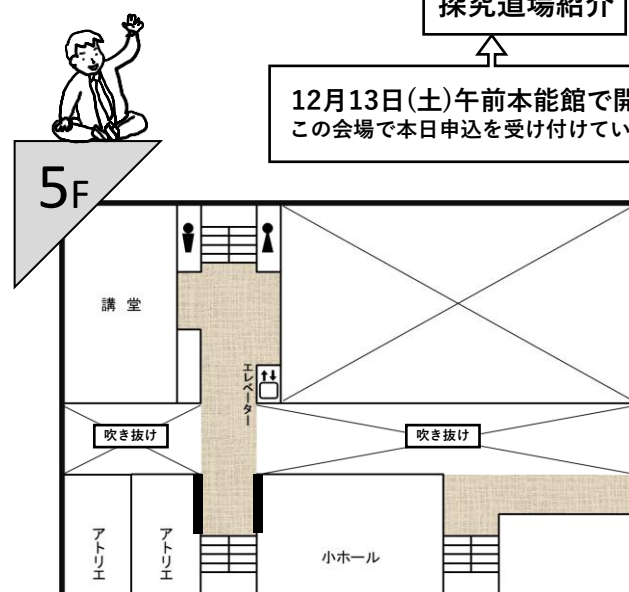 探究道場紹介
12月13日(土)午前本能館で開
この会場で本日申込を受け付けてい
5F
講堂
エレベーター
吹き抜け
吹き抜け
アトリエ
アトリエ
小ホール